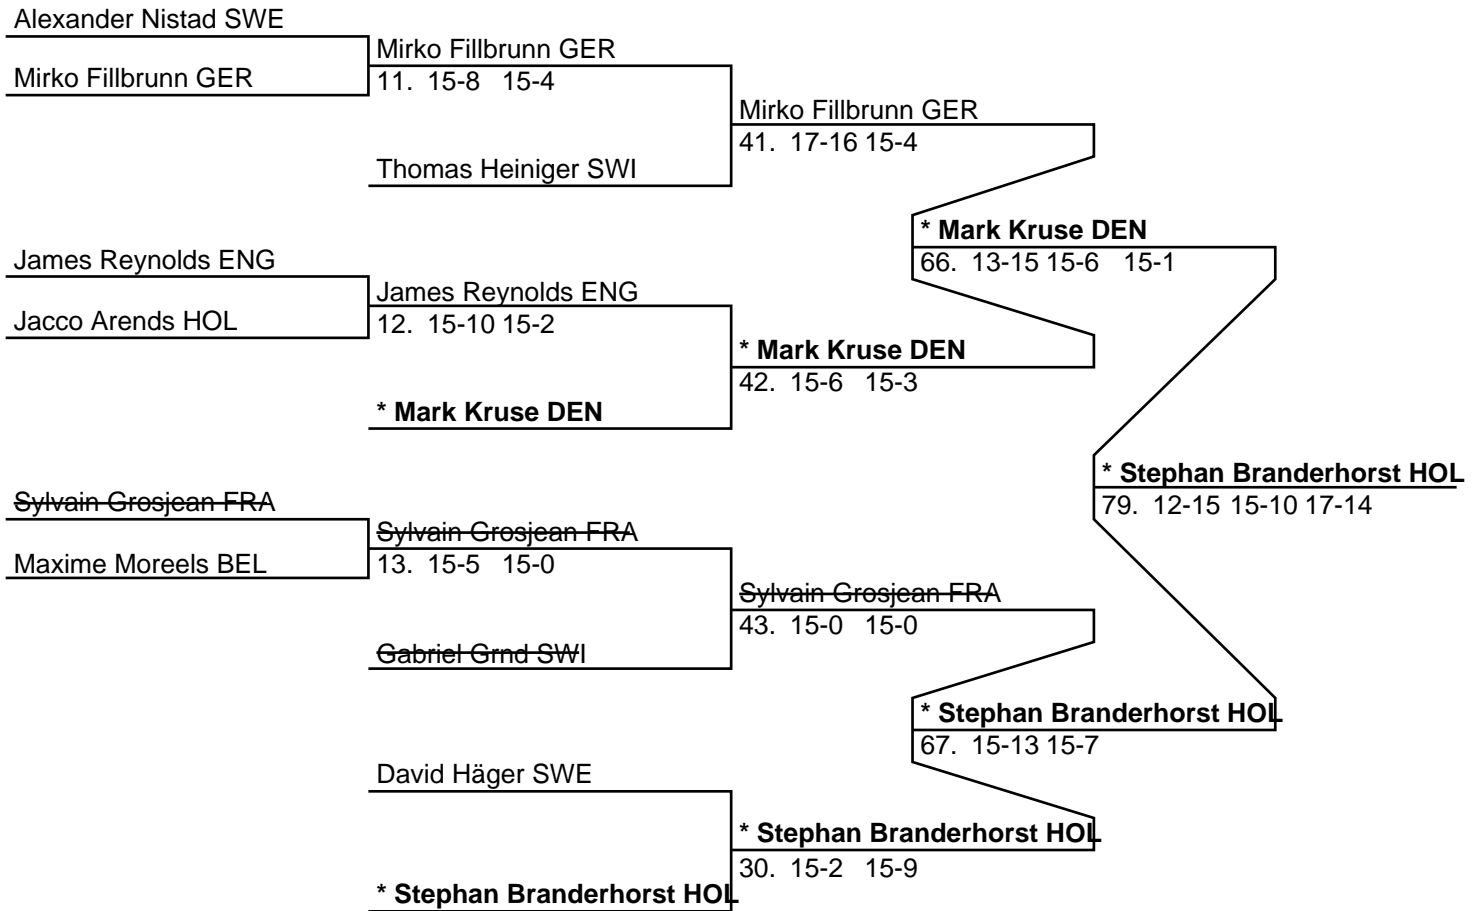 Alexander Nistad SWE
Mirko Fillbrunn GER
Mirko Fillbrunn GER
11. 15-8 15-4
Mirko Fillbrunn GER
41. 17-16 15-4
Thomas Heiniger SWI
* Mark Kruse DEN
66. 13-15 15-6 15-1
James Reynolds ENG
James Reynolds ENG
Jacco Arends HOL
12. 15-10 15-2
* Mark Kruse DEN
42. 15-6 15-3
* Mark Kruse DEN
* Stephan Branderhorst HOL
79. 12-15 15-10 17-14
Sylvain Grosjean FRA
Sylvain Grosjean FRA
Maxime Moreels BEL
13. 15-5 15-0
Sylvain Grosjean FRA
43. 15-0 15-0
Gabriel Grnd SWI
* Stephan Branderhorst HOL
67. 15-13 15-7
David Häger SWE
* Stephan Branderhorst HOL
30. 15-2 15-9
* Stephan Branderhorst HOL